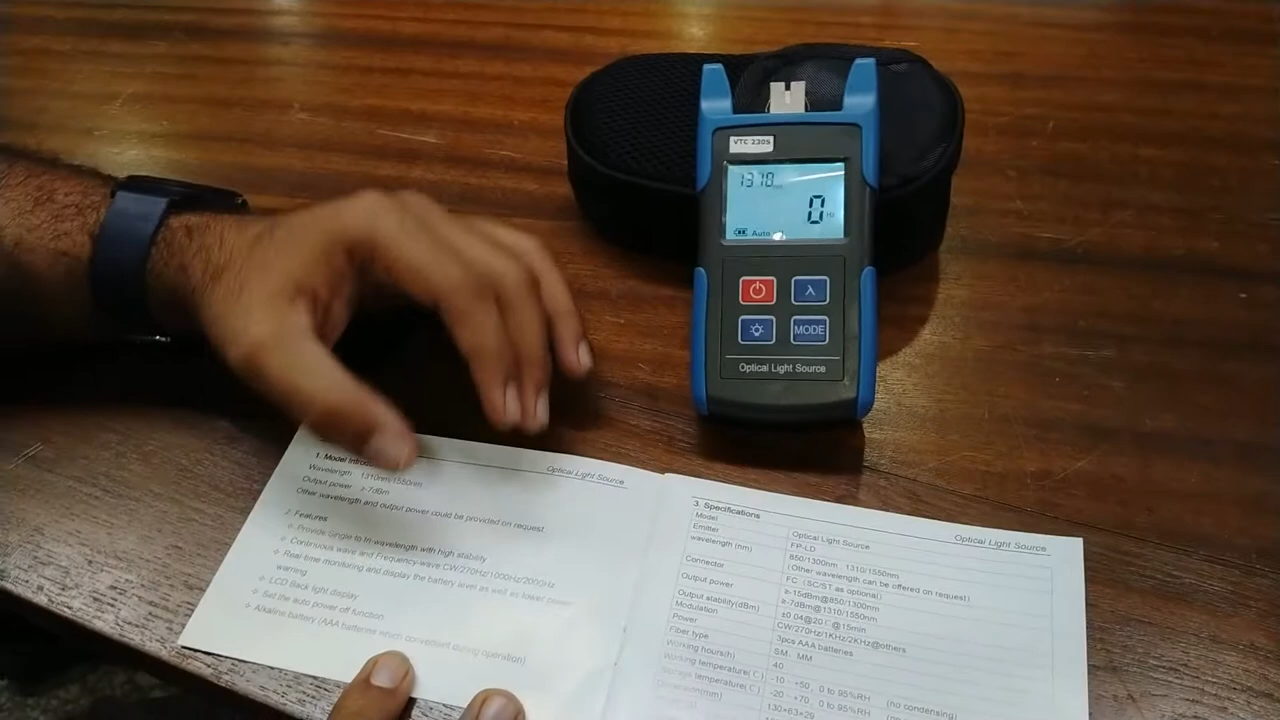 VTC 230S
1310
0 Hz
Auto
λ
MODE
Optical Light Source
Optical Light Source
1. Model
Wavelength 1310nm/1550nm
Output power ≥-7dBm
Other wavelength and output power could be provided on request.
2. Features
Provide Single to tri-wavelength with high stability
Continuous wave and Frequency-wave CW/270Hz/1000Hz/2000Hz
Real-time monitoring and display the battery level as well as lower power
warning
LCD Back light display
Set the auto power off function
Alkaline battery (AAA batteries which convenient during operation)
Optical Light Source
3. Specifications
Model Optical Light Source
Emitter FP-LD
wavelength (nm) 850/1300nm 1310/1550nm
(Other wavelength can be offered on request)
Connector FC (SC/ST as optional)
Output power ≥-15dBm@850/1300nm
≥-7dBm@1310/1550nm
Output stability(dBm) ±0.04@20℃@15min
Modulation CW/270Hz/1KHz/2KHz@others
Power 3pcs AAA batteries
Fiber type SM、MM
Working hours(h) 40
Working temperature(℃) -10 +50, 0 to 95%RH (no condensing)
Storage temperature(℃) -20 +70, 0 to 95%RH
Dimension(mm) 130*63*29